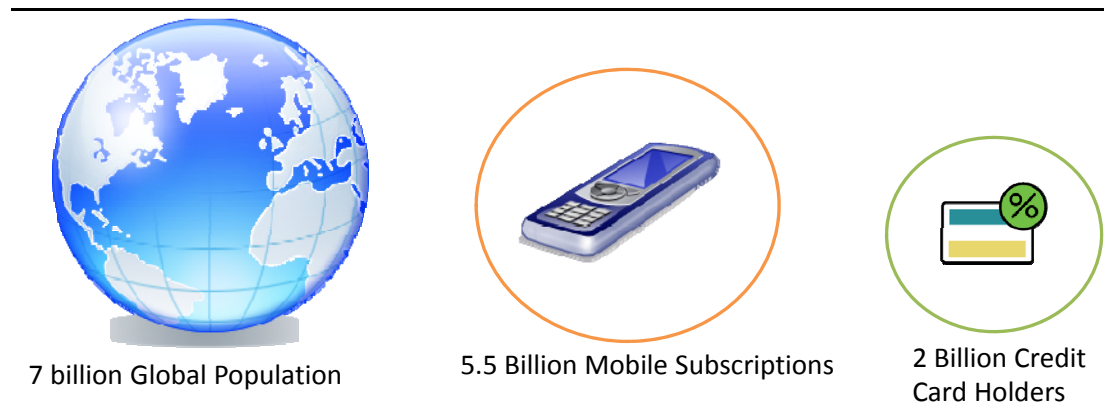 7 billion Global Population
5.5 Billion Mobile Subscriptions
2 Billion Credit
Card Holders
%